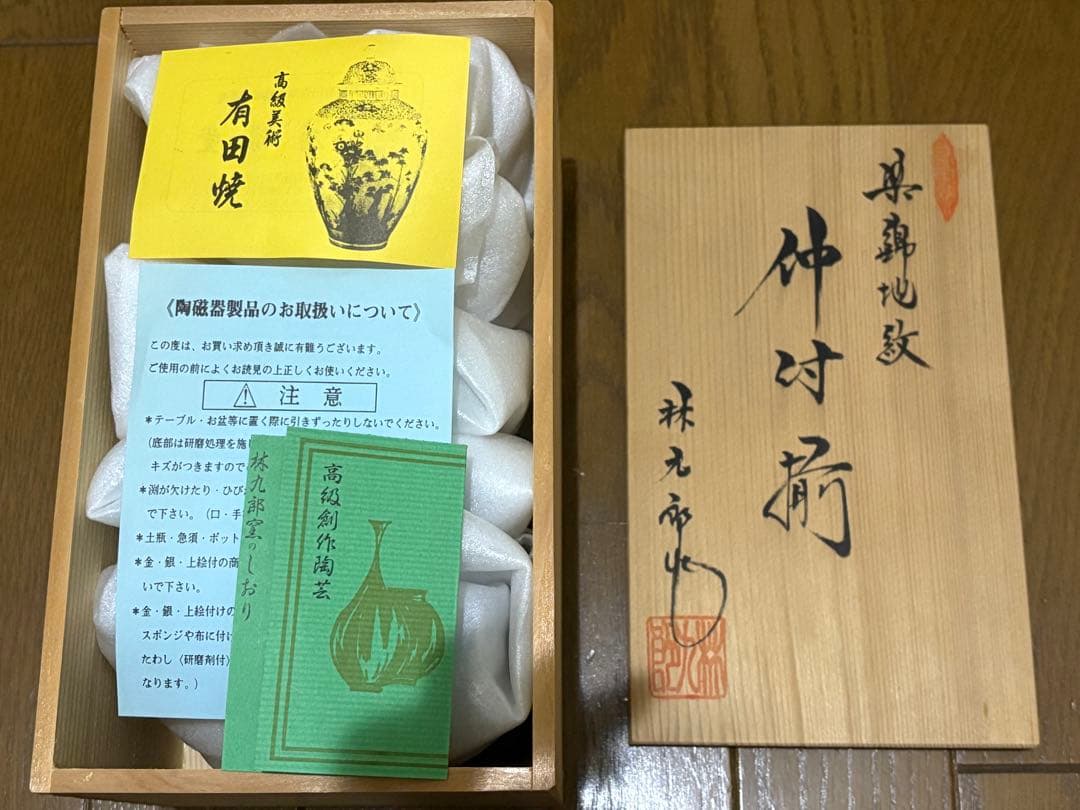 高級美術
有田焼
《陶磁器製品のお取扱いについて》
この度は、お買い求め頂き誠に有難うございます。
ご使用の前によくお読見の上正しくお使いください。
注 意
*テーブル・お盆等に置く際に引きずったりしないでください。
(底部は研磨処理を施し
キズがつきますので
*渕が欠けたり・ひび
で下さい。(口・手
*土瓶・急須・ポット
*金・銀・上絵付の商
いで下さい。
*金・銀・上絵付けの
スポンジや布に付け
たわし〈研磨剤付〉
なります。)
林九郎窯のしおり
高級創作陶芸
染錦地紋
仲付揃
林九郎
林九郎